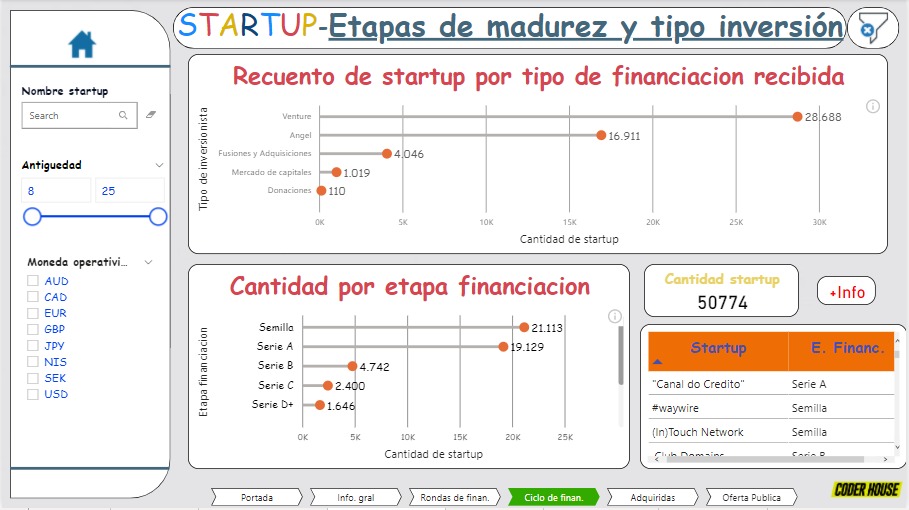 STARTUP-Etapas de madurez y tipo inversión
Nombre startup
Search
Antiguedad
8
25
Moneda operativi...
AUD
CAD
EUR
GBP
JPY
NIS
SEK
USD
Recuento de startup por tipo de financiacion recibida
Tipo de inversionista
Venture
28.688
Angel
16.911
Fusiones y Adquisiciones
4.046
Mercado de capitales
1.019
Donaciones
110
0K
5K
10K
15K
20K
25K
30K
Cantidad de startup
Cantidad por etapa financiacion
Etapa financiacion
Semilla
21.113
Serie A
19.129
Serie B
4.742
Serie C
2.400
Serie D+
1.646
0K
5K
10K
15K
20K
25K
Cantidad de startup
Cantidad startup
50774
+Info
Startup E. Financ.
"Canal do Credito" Serie A
#waywire Semilla
(In)Touch Network Semilla
.Club Domains Serie B
Portada
Info. gral
Rondas de finan.
Ciclo de finan.
Adquiridas
Oferta Publica
CODER HOUSE